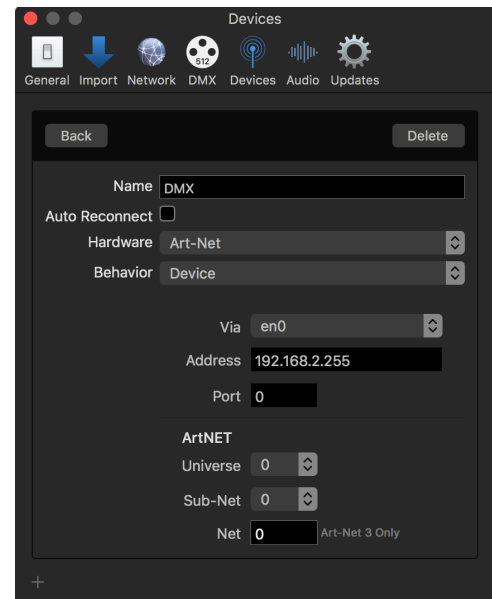 Devices
512
General Import Network DMX Devices Audio Updates
Back Delete
Name DMX
Auto Reconnect
Hardware Art-Net
Behavior Device
Via en0
Address 192.168.2.255
Port 0
ArtNET
Universe 0
Sub-Net 0
Net 0 Art-Net 3 Only
+